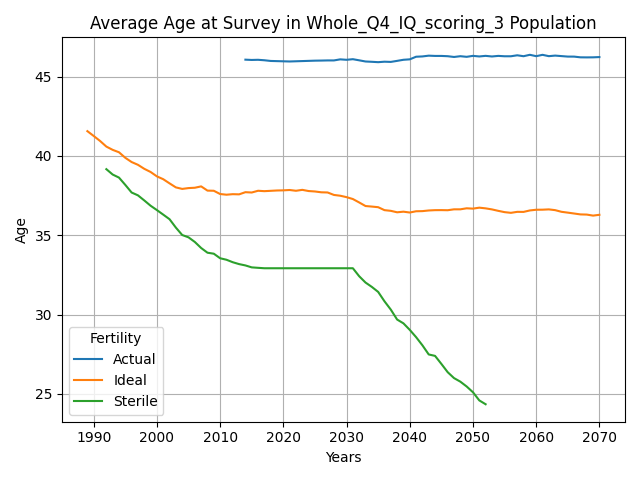 Average Age at Survey in Whole_Q4_IQ_scoring_3 Population
Age
45
40
35
30
25
Fertility
Actual
Ideal
Sterile
1990 2000 2010 2020 2030 2040 2050 2060 2070
Years